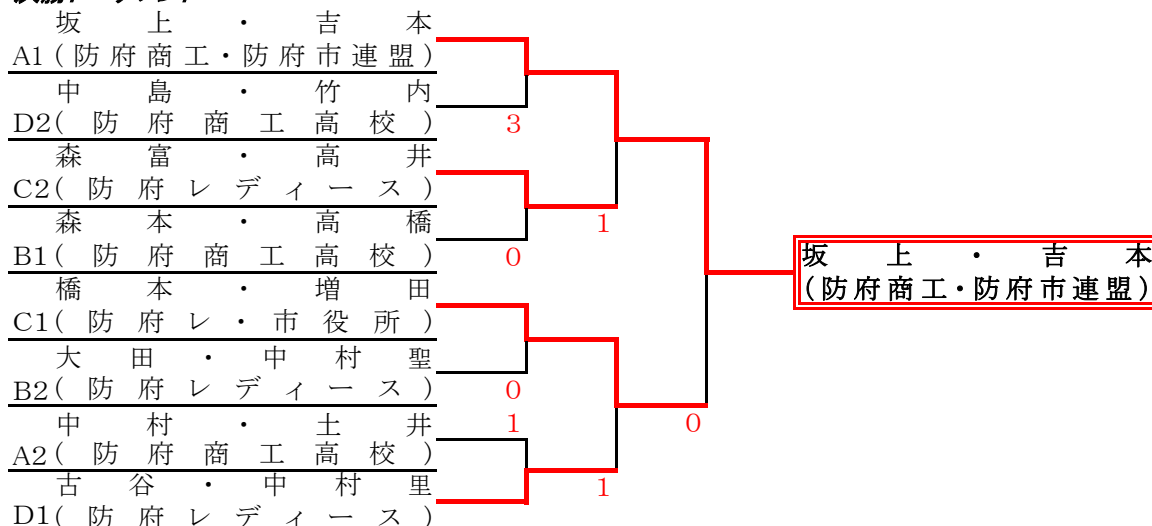 坂上・吉本
A1(防府商工・防府市連盟)
中島・竹内
D2(防府商工高校)
3
森富・高井
C2(防府レディース)
1
森本・高橋
B1(防府商工高校)
0
坂上・吉本
(防府商工・防府市連盟)
橋本・増田
C1(防府レ・市役所)
大田・中村聖
B2(防府レディース)
0
中村・土井
1
0
A2(防府商工高校)
古谷・中村里
1
D1(防府レディース)